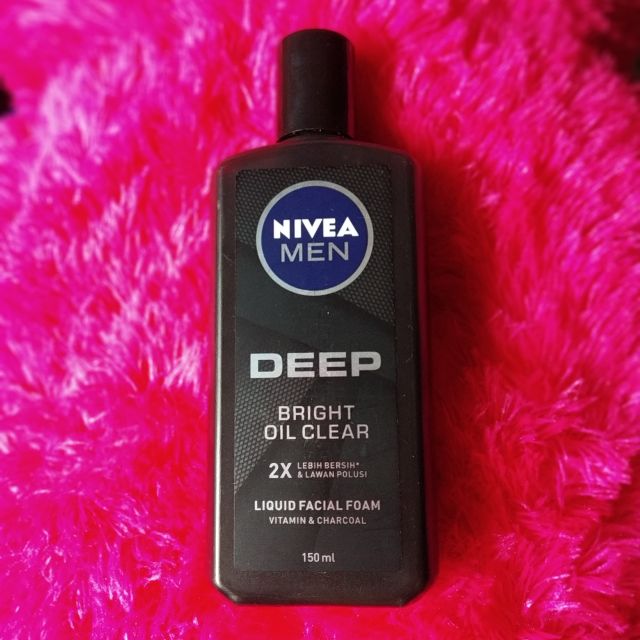 NIVEA
MEN
DEEP
BRIGHT
OIL CLEAR
2X LEBIH BERSIH*
& LAWAN POLUSI
LIQUID FACIAL FOAM
VITAMIN & CHARCOAL
150 ml